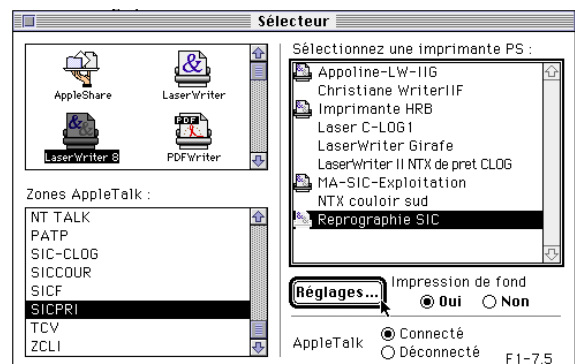 Sélecteur
AppleShare
LaserWriter
LaserWriter 8
PDF
PDFWriter
Zones AppleTalk :
NT TALK
PATP
SIC-CLOG
SICCOUR
SICF
SICPRI
TCV
ZCLI
Sélectionnez une imprimante PS :
Appoline-LW-IIG
Christiane WriterIIF
Imprimante HRB
Laser C-LOG1
LaserWriter Girafe
LaserWriter II NTX de pret CLOG
MA-SIC-Exploitation
NTX couloir sud
Reprographie SIC
Réglages...
Impression de fond
Oui Non
AppleTalk
Connecté
Déconnecté
F1-7.5